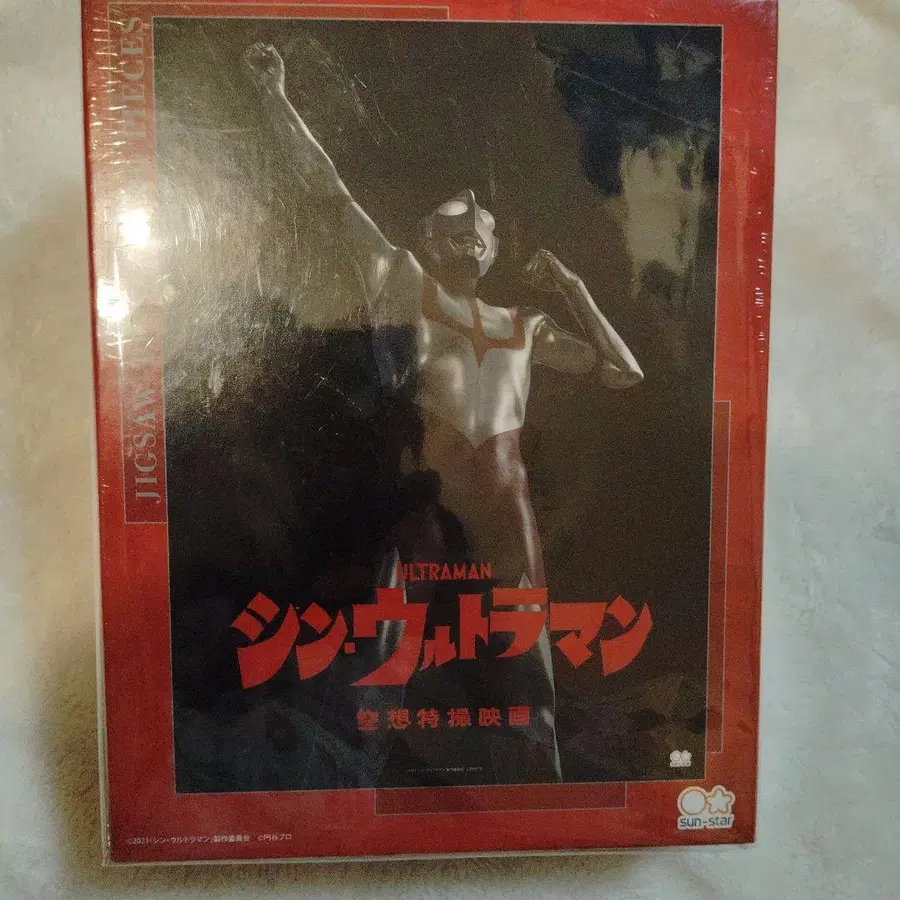 JIGSAW
PIECES
ULTRAMAN
シン・ウルトラマン
空想特撮映画
sun-star
©2021「シン・ウルトラマン」製作委員会 ©円谷プロ